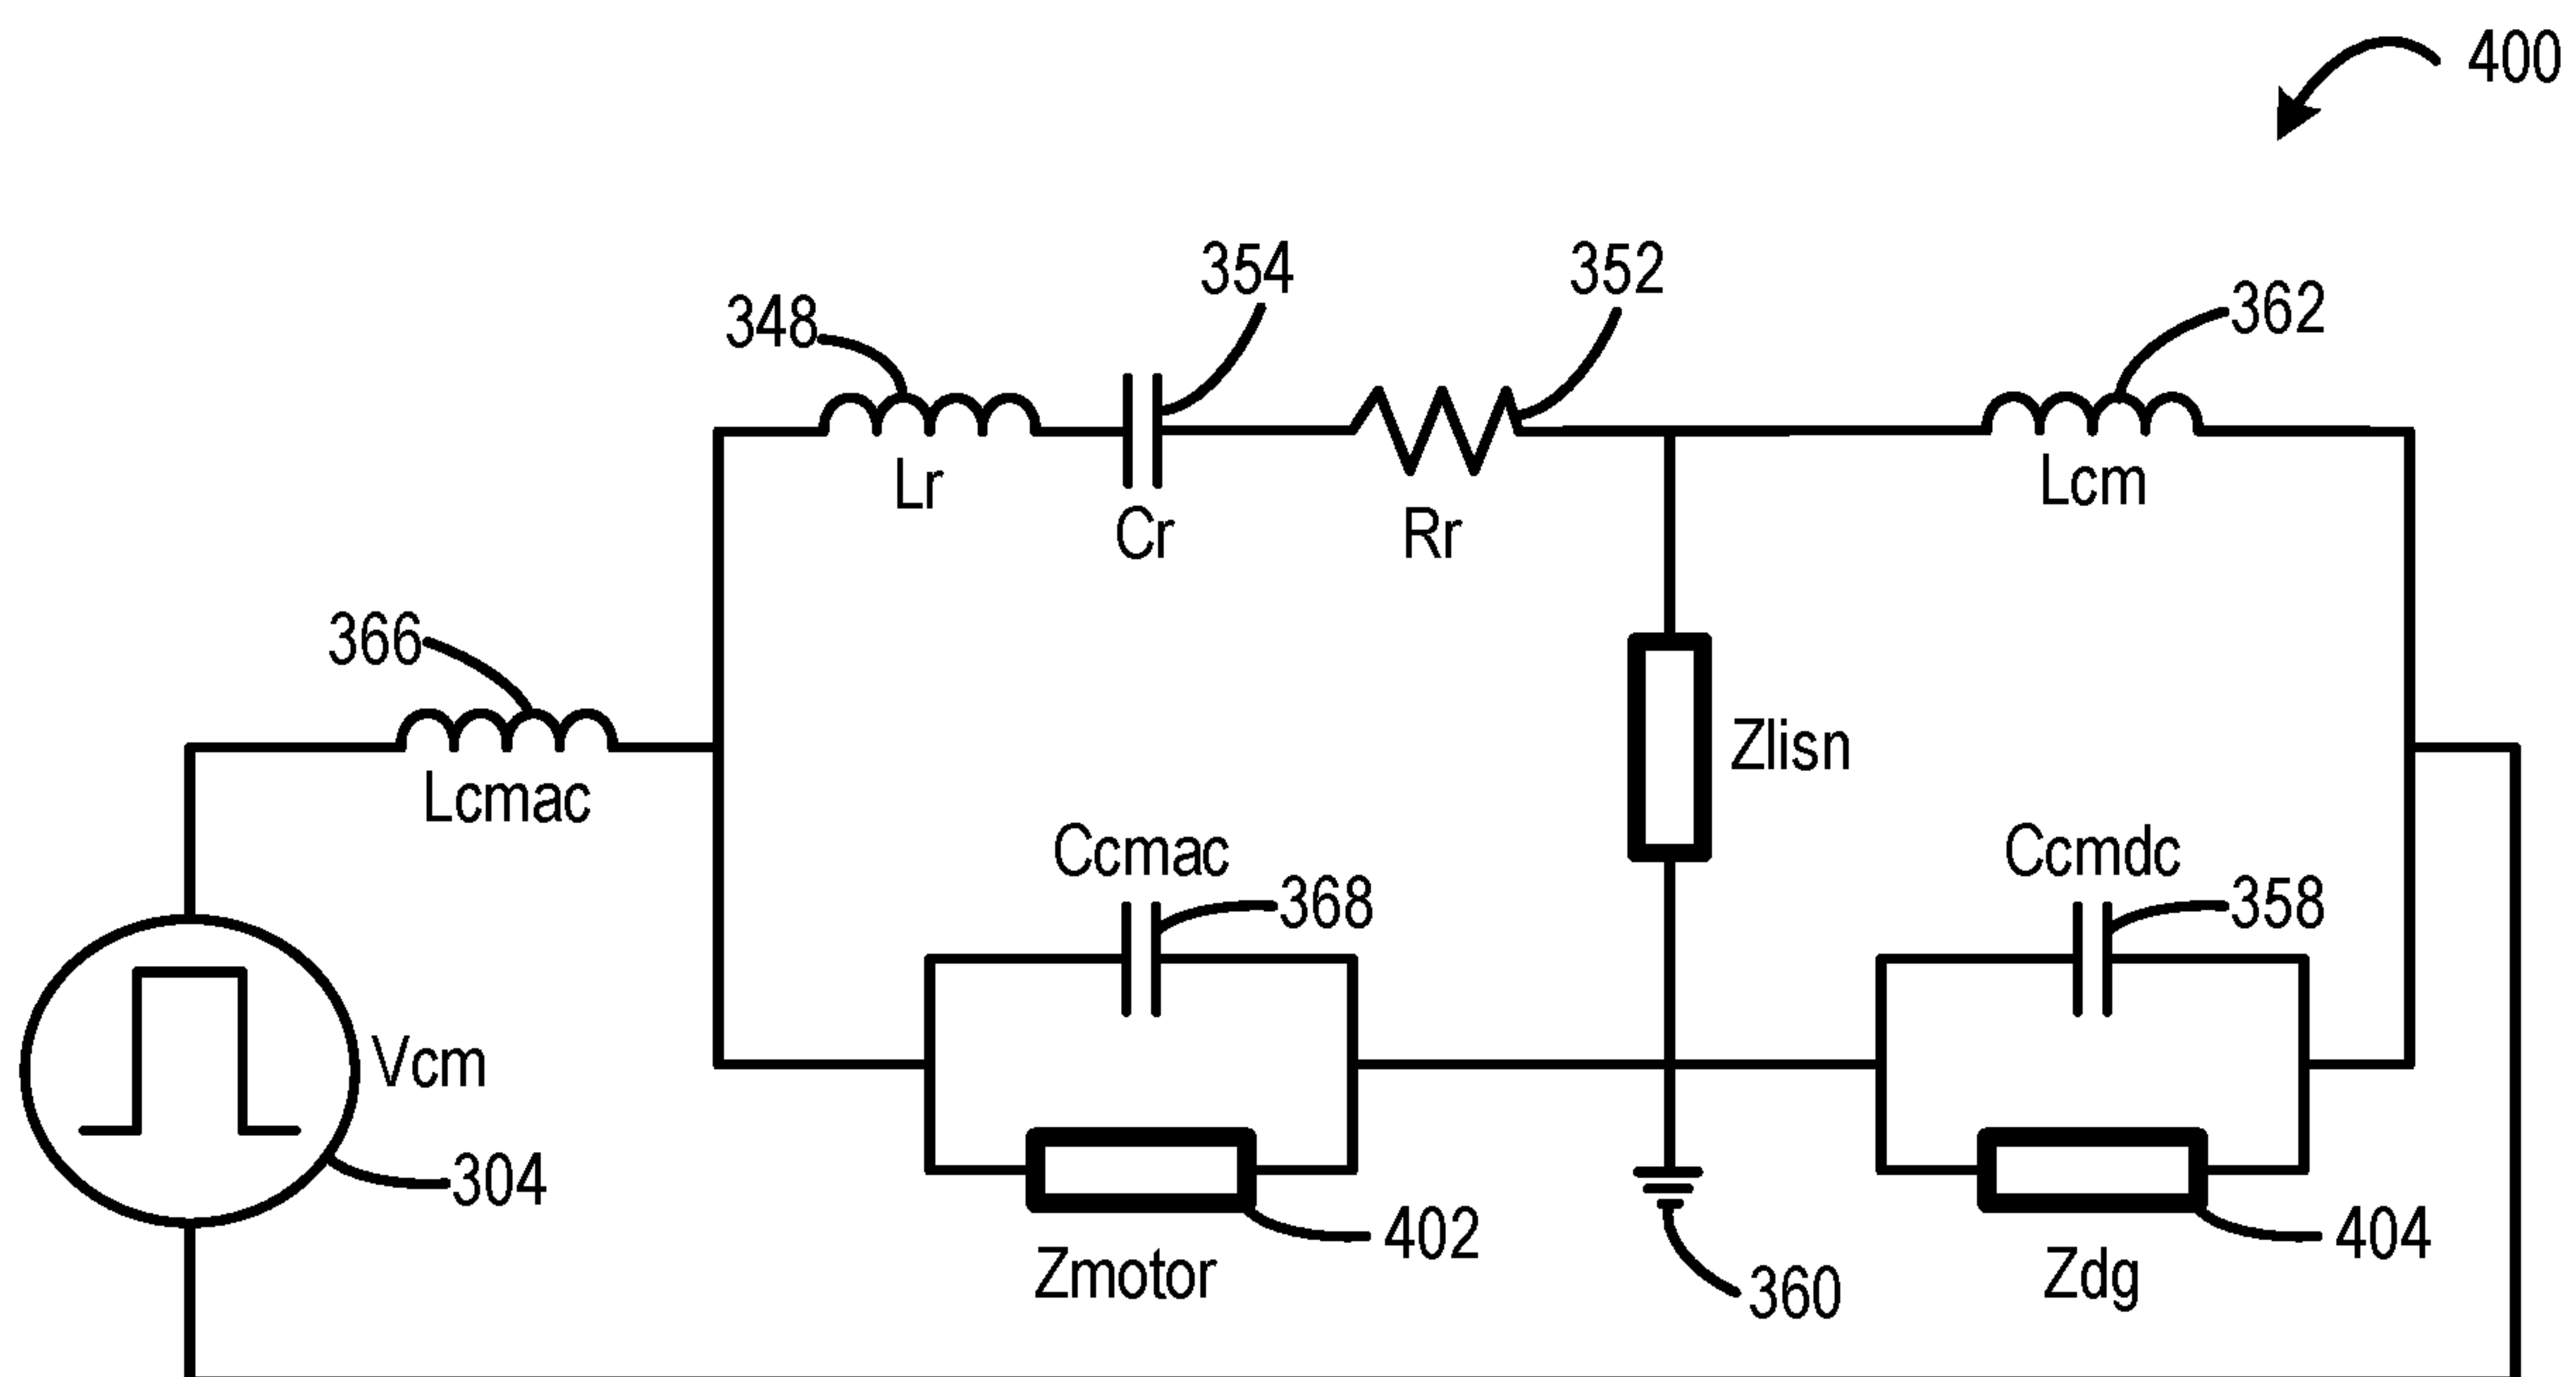 400
354
352
348
362
Lr
Cr
Rr
Lcm
366
Lcmac
Zlisn
Ccmac
Ccmdc
368
358
Vcm
304
402
404
Zmotor
360
Zdg